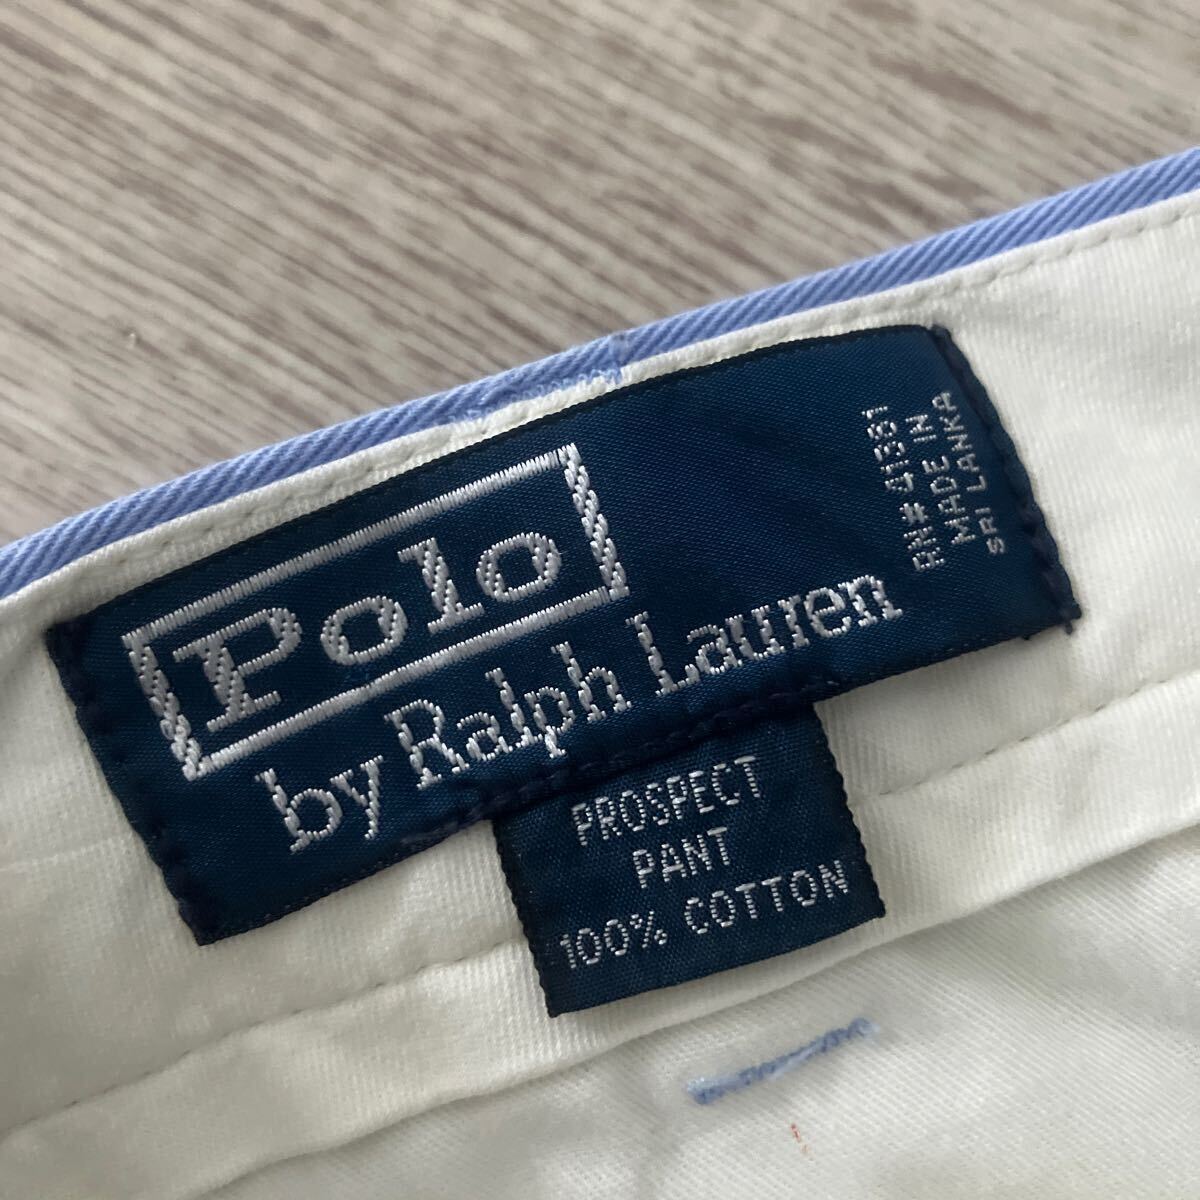 Polo
by Ralph Lauren
RN# 41381
MADE IN
SRI LANKA
PROSPECT
PANT
100% COTTON